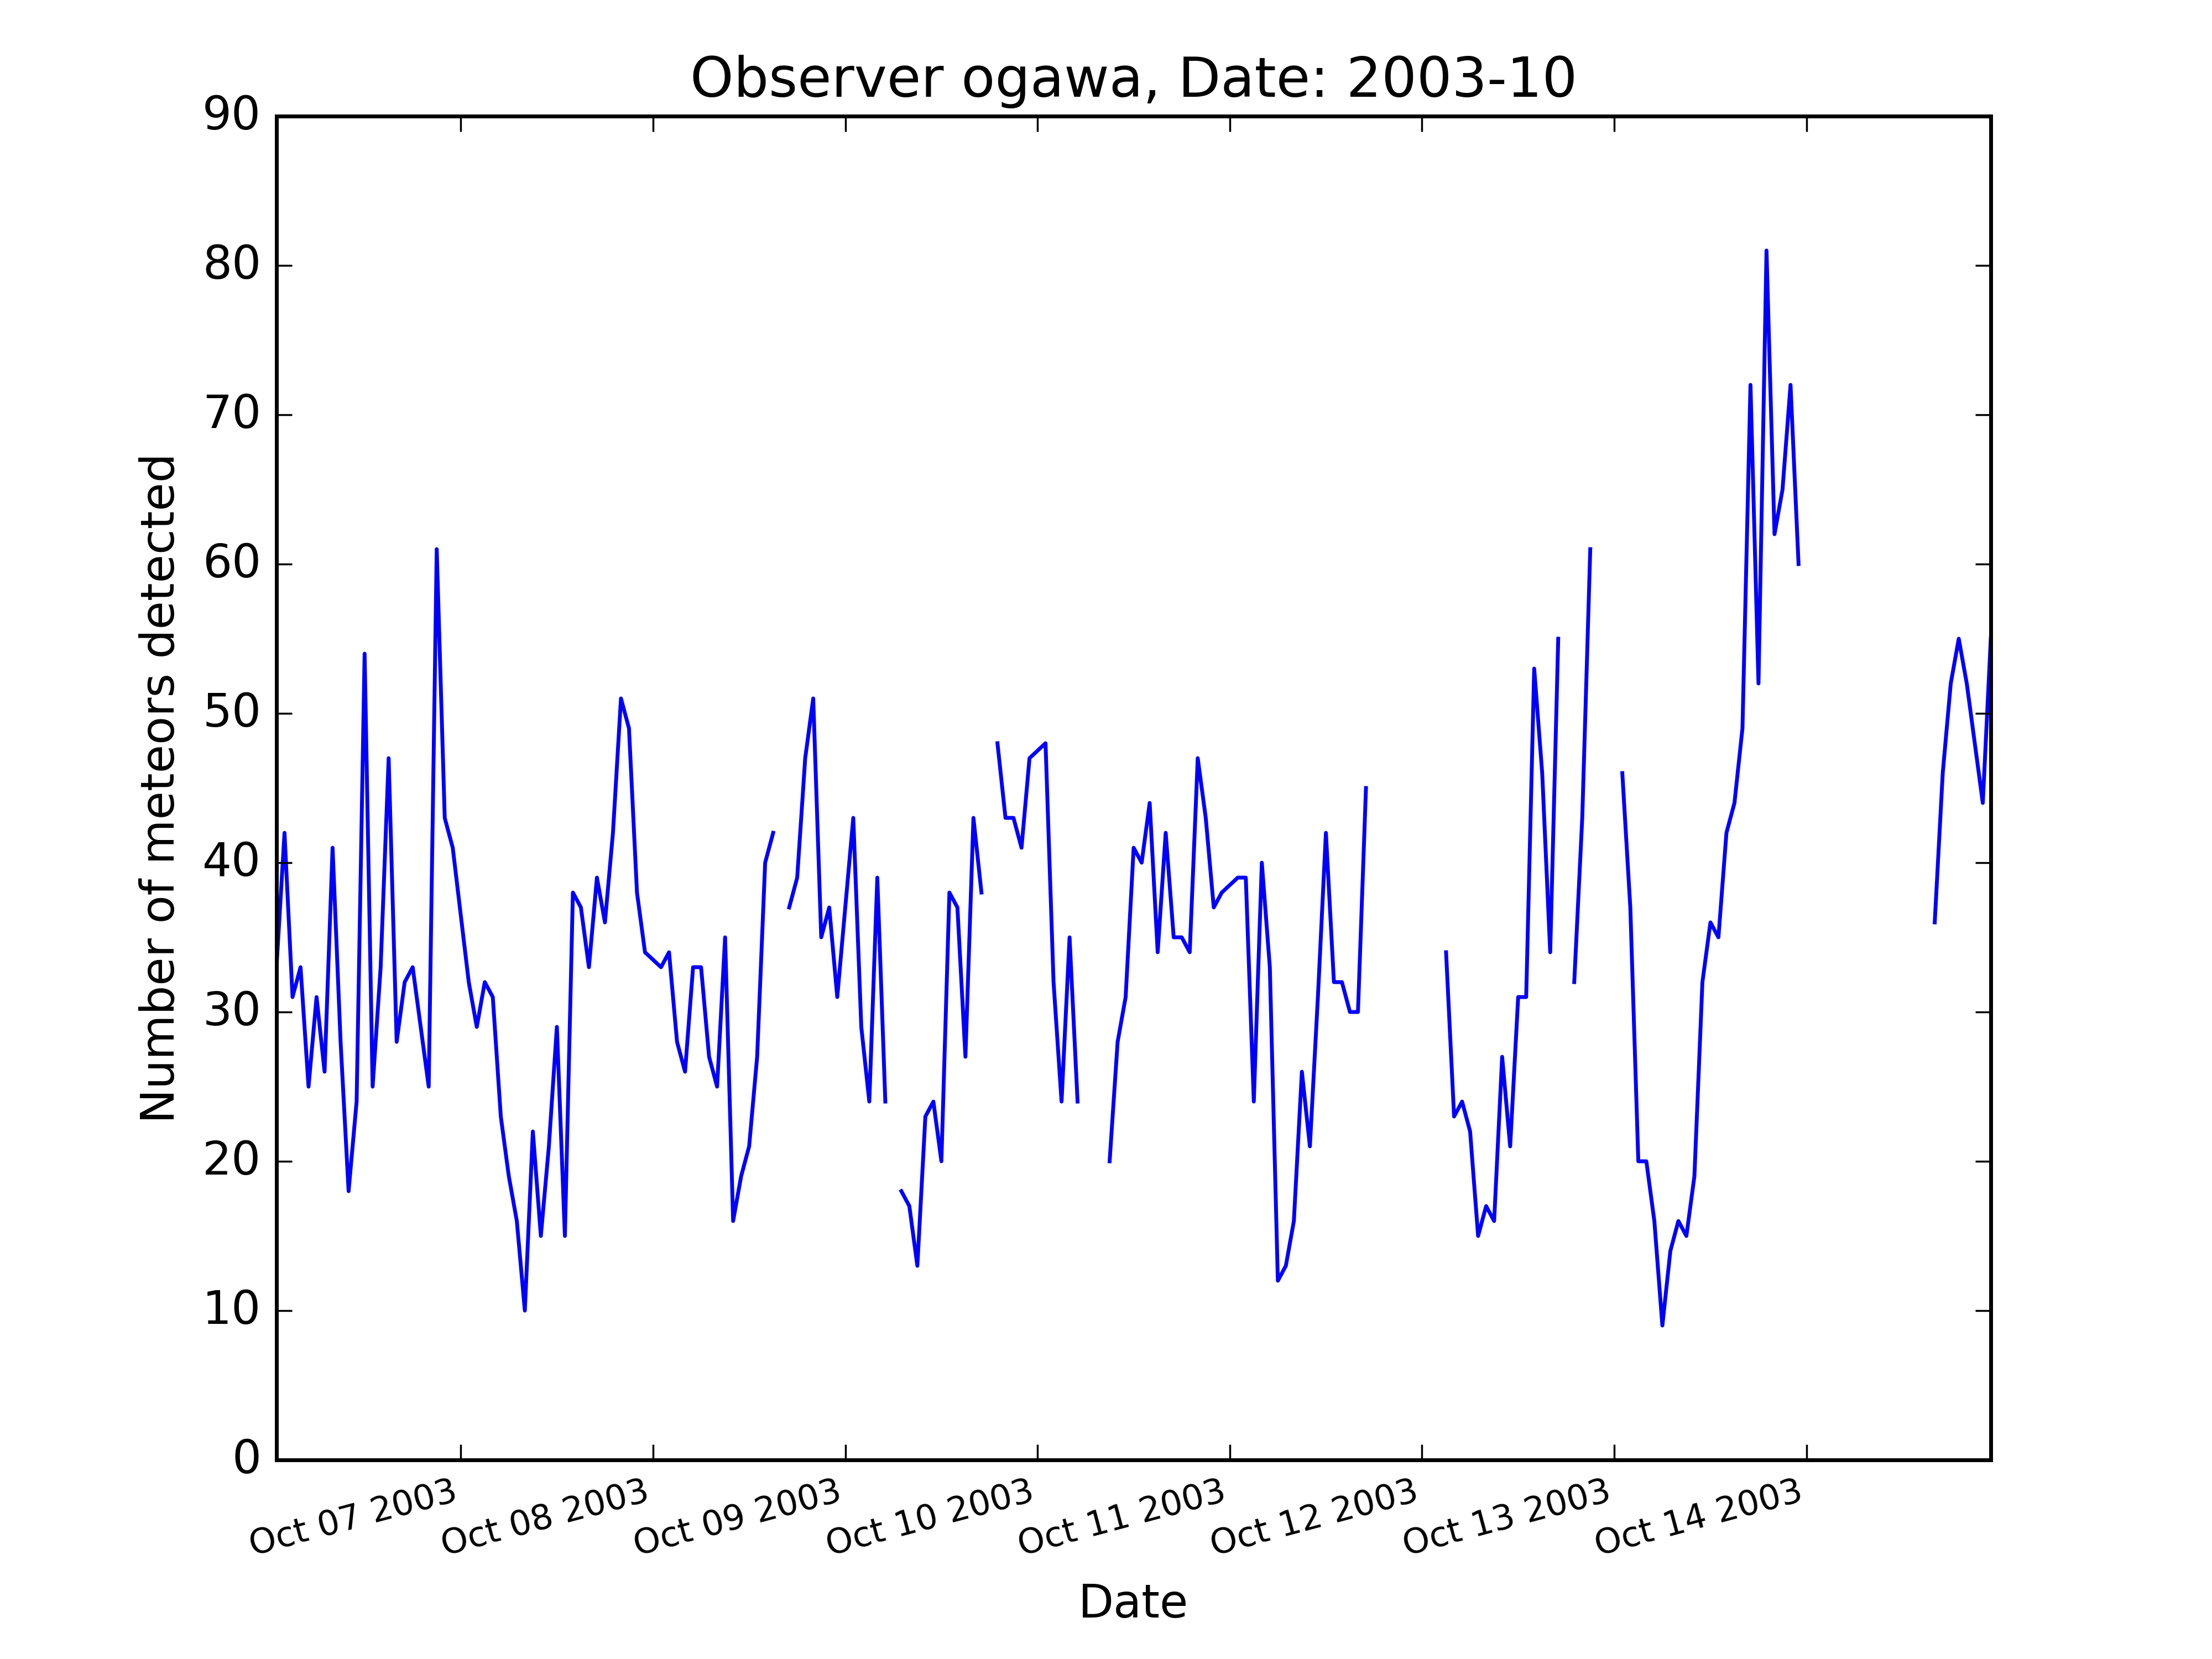 Observer ogawa, Date: 2003-10
90
80
70
60
50
40
30
20
10
0
Number of meteors detected
Oct 07 2003
Oct 08 2003
Oct 09 2003
Oct 10 2003
Oct 11 2003
Oct 12 2003
Oct 13 2003
Oct 14 2003
Date